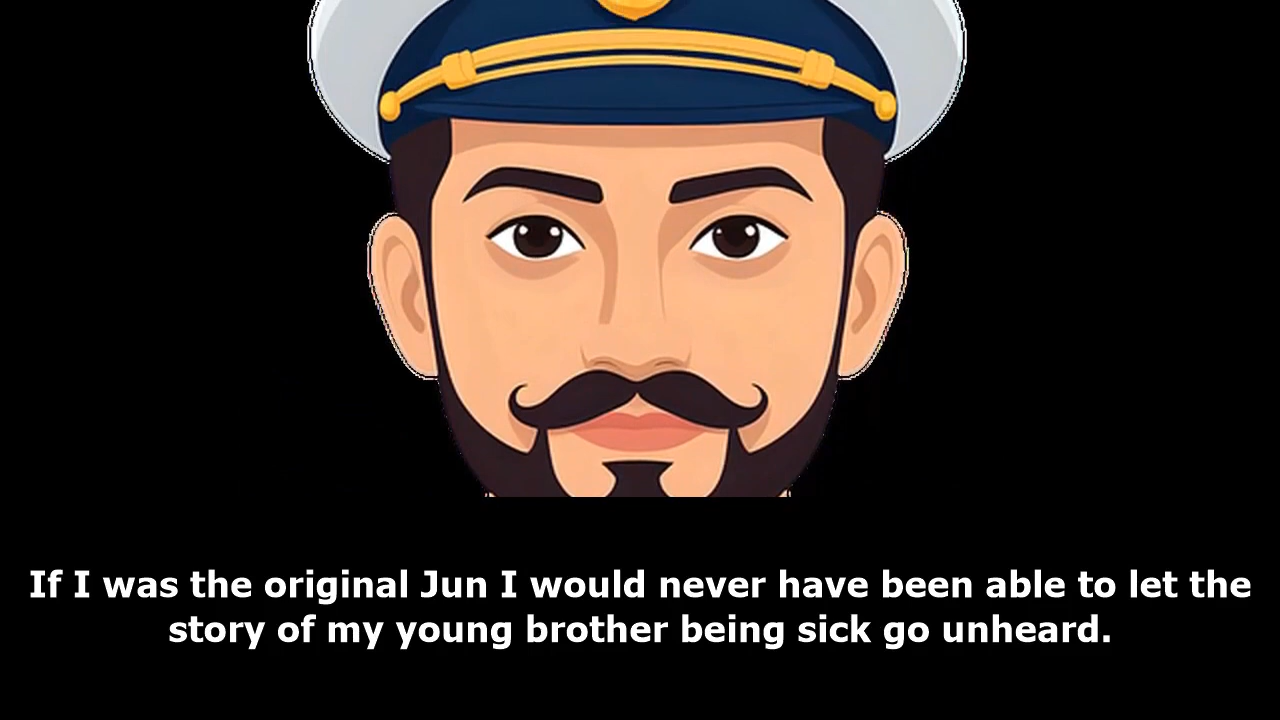 If I was the original Jun I would never have been able to let the
story of my young brother being sick go unheard.